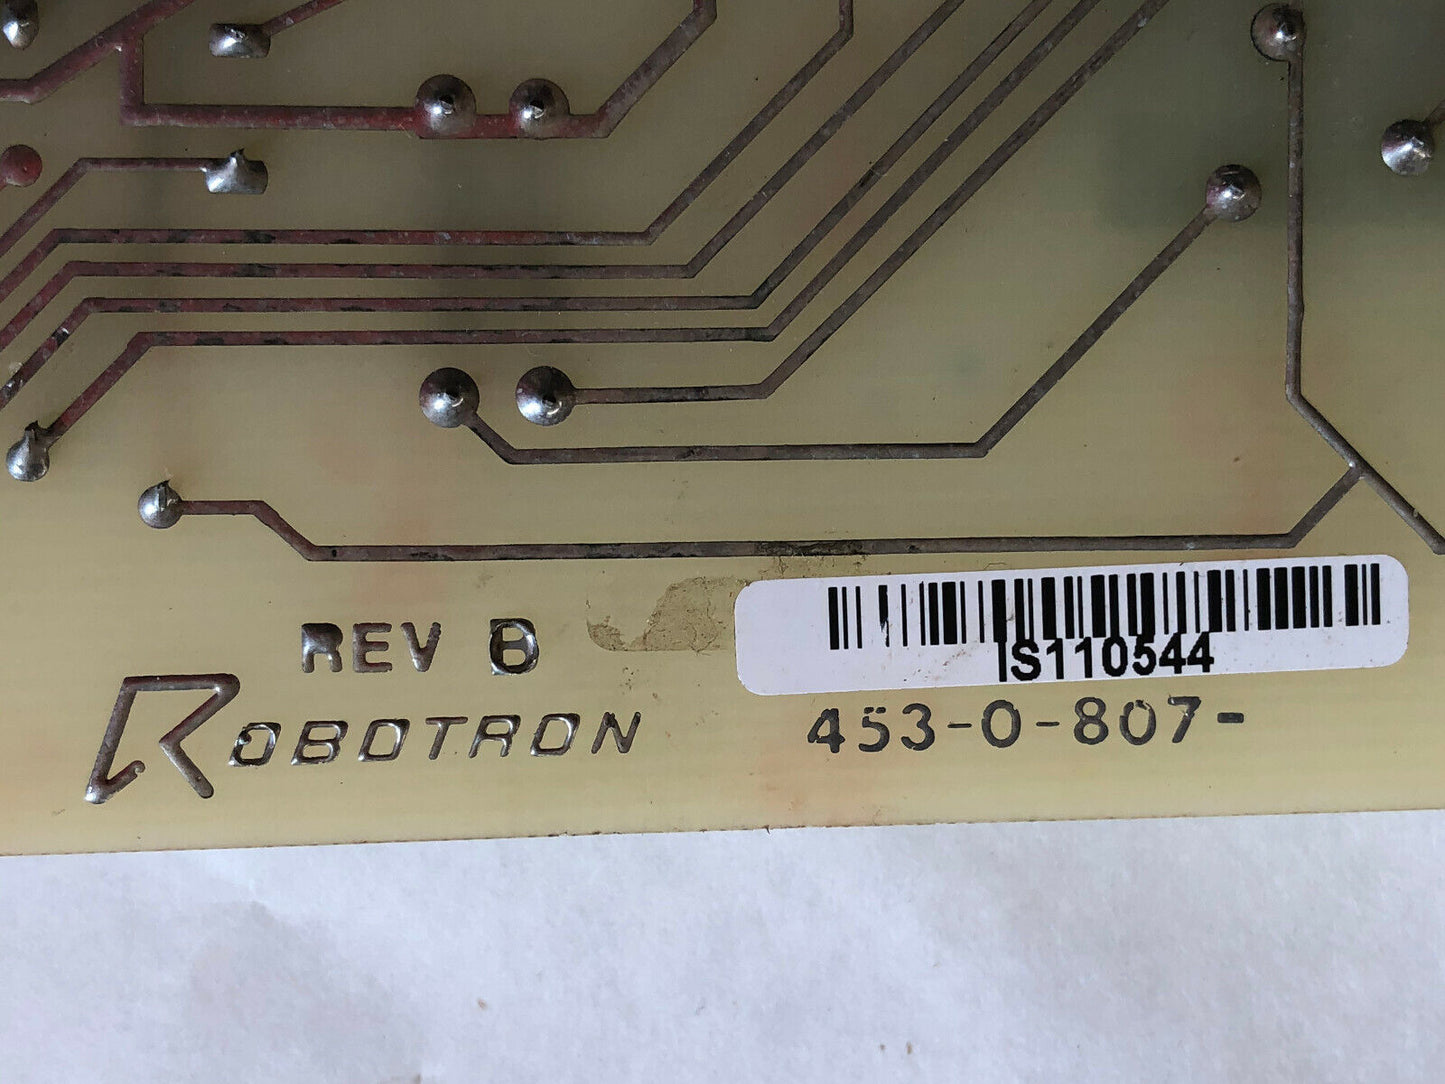 REV B
IS110544
ROBOTRON
453-0-807-